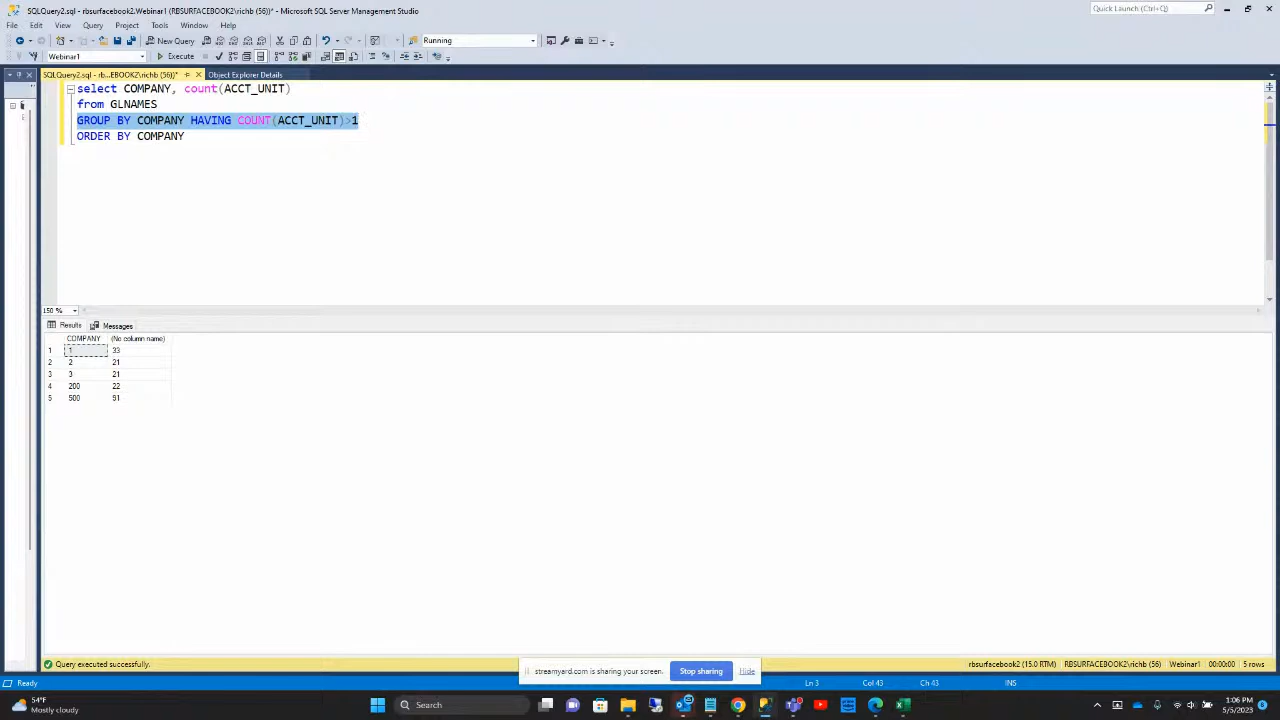 SQLQuery2.sql - rbsurfacebook2.Webinar1 (RBSURFACEBOOK2\richb (56))* - Microsoft SQL Server Management Studio
Quick Launch (Ctrl+Q)
File Edit View Query Project Tools Window Help
New Query
Running
Webinar1
Execute
SQLQuery2.sql - rb...EBOOK2\richb (56))*
Object Explorer Details
select COMPANY, count(ACCT_UNIT)
from GLNAMES
GROUP BY COMPANY HAVING COUNT(ACCT_UNIT)>1
ORDER BY COMPANY
150 %
Results Messages
COMPANY (No column name)
1 1 33
2 2 21
3 3 21
4 200 22
5 500 91
Query executed successfully.
rbsurfacebook2 (15.0 RTM) RBSURFACEBOOK2\richb (56) Webinar1 00:00:00 5 rows
streamyard.com is sharing your screen. Stop sharing Hide
Ready
Ln 3 Col 43 Ch 43 INS
54°F
Mostly cloudy
Search
1:06 PM
5/5/2023